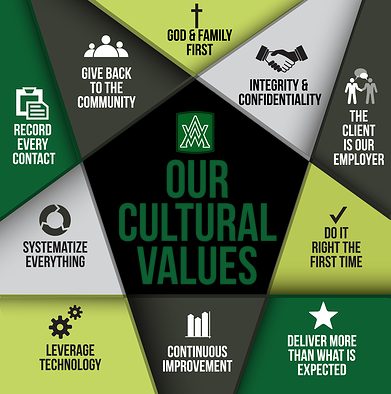 GOD & FAMILY
FIRST
GIVE BACK
TO THE
COMMUNITY
INTEGRITY &
CONFIDENTIALITY
RECORD
EVERY
CONTACT
THE
CLIENT
IS OUR
EMPLOYER
OUR
CULTURAL
VALUES
SYSTEMATIZE
EVERYTHING
DO IT
RIGHT THE
FIRST TIME
LEVERAGE
TECHNOLOGY
CONTINUOUS
IMPROVEMENT
DELIVER MORE
THAN WHAT IS
EXPECTED